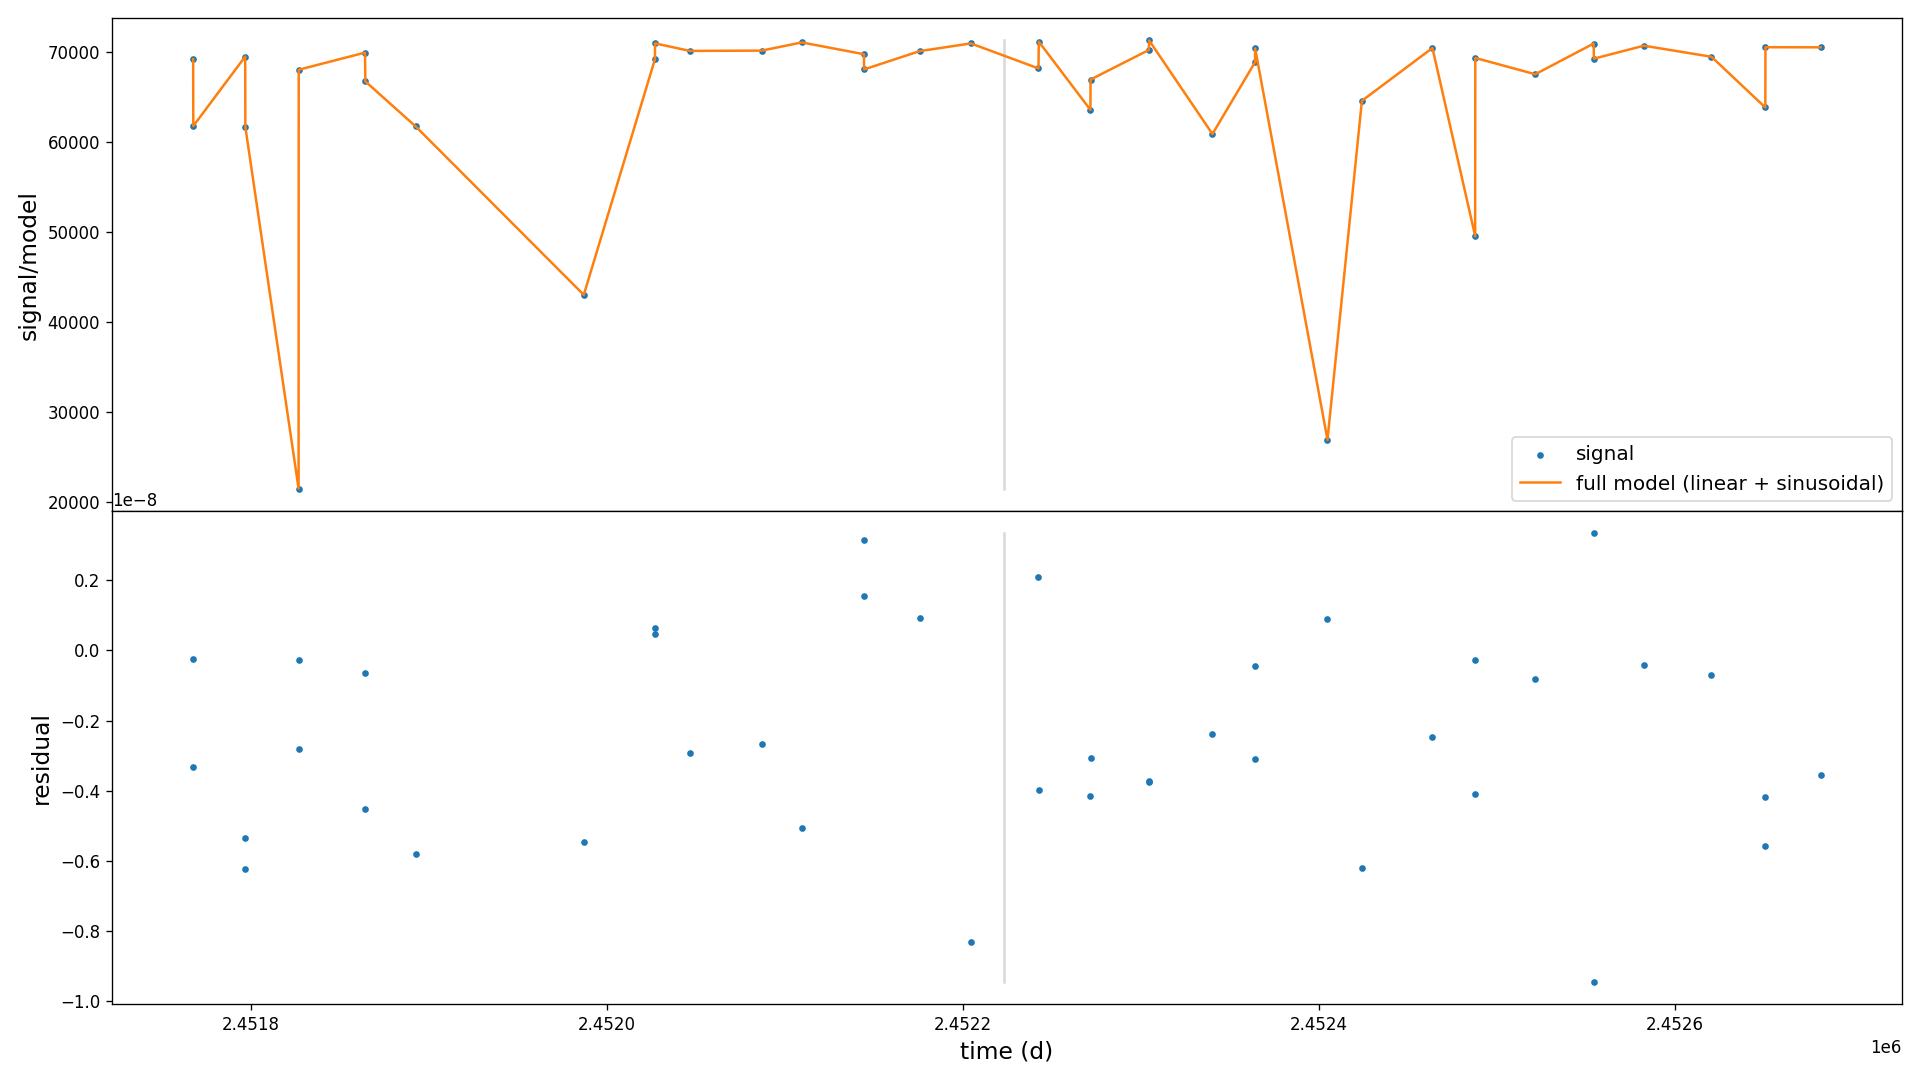 signal/model
70000
60000
50000
40000
30000
20000
signal
full model (linear + sinusoidal)
1e−8
residual
0.2
0.0
−0.2
−0.4
−0.6
−0.8
−1.0
2.4518
2.4520
2.4522
2.4524
2.4526
time (d)
1e6